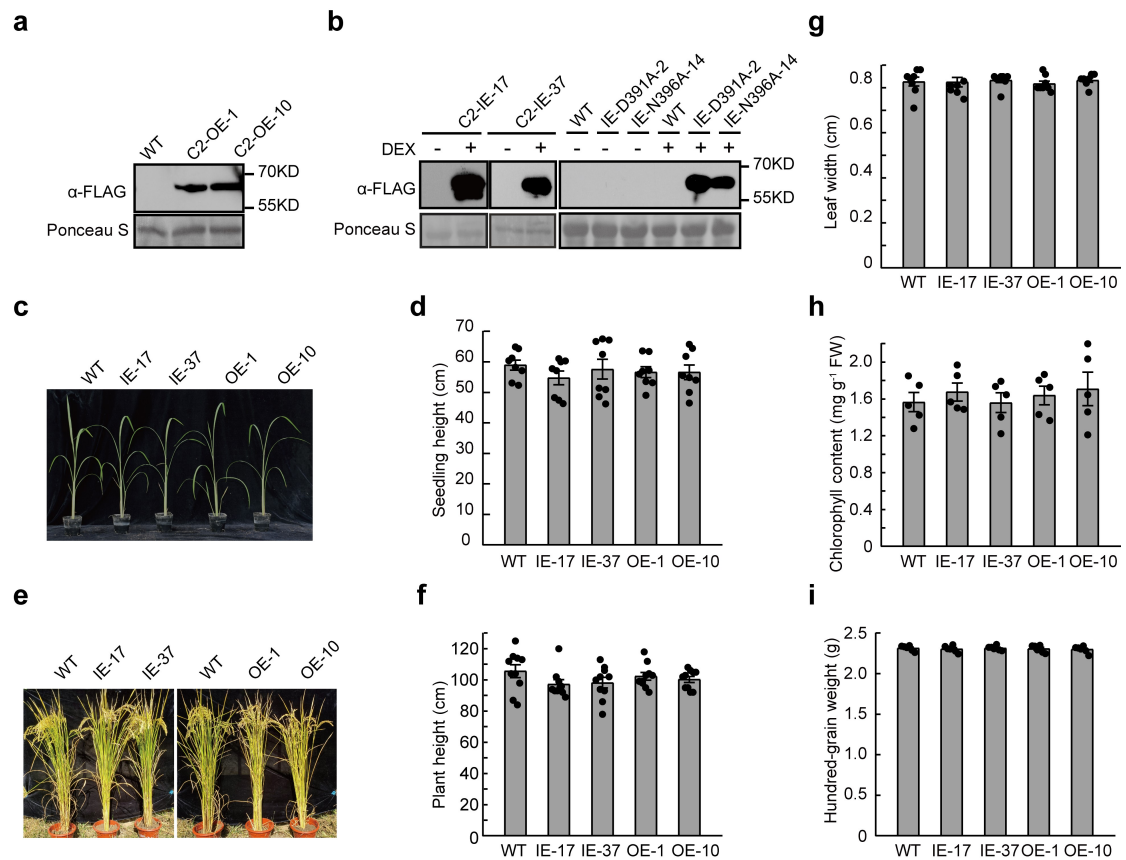 a
WT
C2-OE-1
C2-OE-10
70KD
α-FLAG
55KD
Ponceau S
b
C2-IE-17
C2-IE-37
WT
IE-D391A-2
IE-N396A-14
WT
IE-D391A-2
IE-N396A-14
DEX - + - + - - - + + +
70KD
α-FLAG
55KD
Ponceau S
c
WT
IE-17
IE-37
OE-1
OE-10
d
Seedling height (cm)
70
60
50
40
30
20
10
0
WT IE-17 IE-37 OE-1 OE-10
e
WT
IE-17
IE-37
WT
OE-1
OE-10
f
Plant height (cm)
120
100
80
60
40
20
0
WT IE-17 IE-37 OE-1 OE-10
g
Leaf width (cm)
0.8
0.6
0.4
0.2
0
WT IE-17 IE-37 OE-1 OE-10
h
Chlorophyll content (mg g⁻¹ FW)
2.0
1.6
1.2
0.8
0.4
0
WT IE-17 IE-37 OE-1 OE-10
i
Hundred-grain weight (g)
2.5
2.0
1.5
1.0
0.5
0
WT IE-17 IE-37 OE-1 OE-10